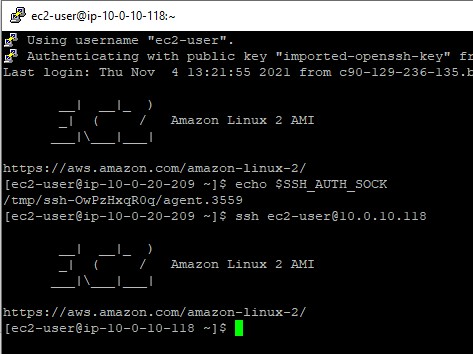 ec2-user@ip-10-0-10-118:~
Using username "ec2-user".
Authenticating with public key "imported-openssh-key" fr
Last login: Thu Nov  4 13:21:55 2021 from c90-129-236-135.b
       __|  __|_  )
       _|  (     /   Amazon Linux 2 AMI
      ___|\___|___|
https://aws.amazon.com/amazon-linux-2/
[ec2-user@ip-10-0-20-209 ~]$ echo $SSH_AUTH_SOCK
/tmp/ssh-OwPzHxqR0q/agent.3559
[ec2-user@ip-10-0-20-209 ~]$ ssh ec2-user@10.0.10.118
       __|  __|_  )
       _|  (     /   Amazon Linux 2 AMI
      ___|\___|___|
https://aws.amazon.com/amazon-linux-2/
[ec2-user@ip-10-0-10-118 ~]$